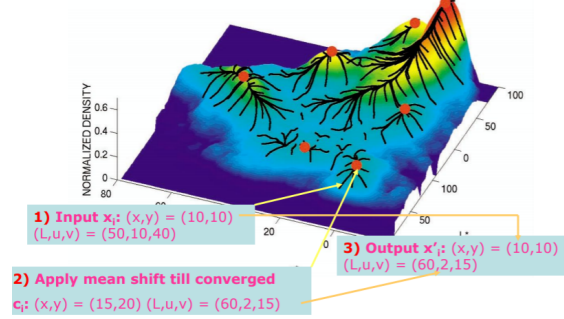 NORMALIZED DENSITY
0.6
0.4
0.2
0
80
20
0
100
50
0
100
50
1) Input xᵢ: (x,y) = (10,10)
(L,u,v) = (50,10,40)
3) Output x'ᵢ: (x,y) = (10,10)
(L,u,v) = (60,2,15)
2) Apply mean shift till converged
cᵢ: (x,y) = (15,20) (L,u,v) = (60,2,15)